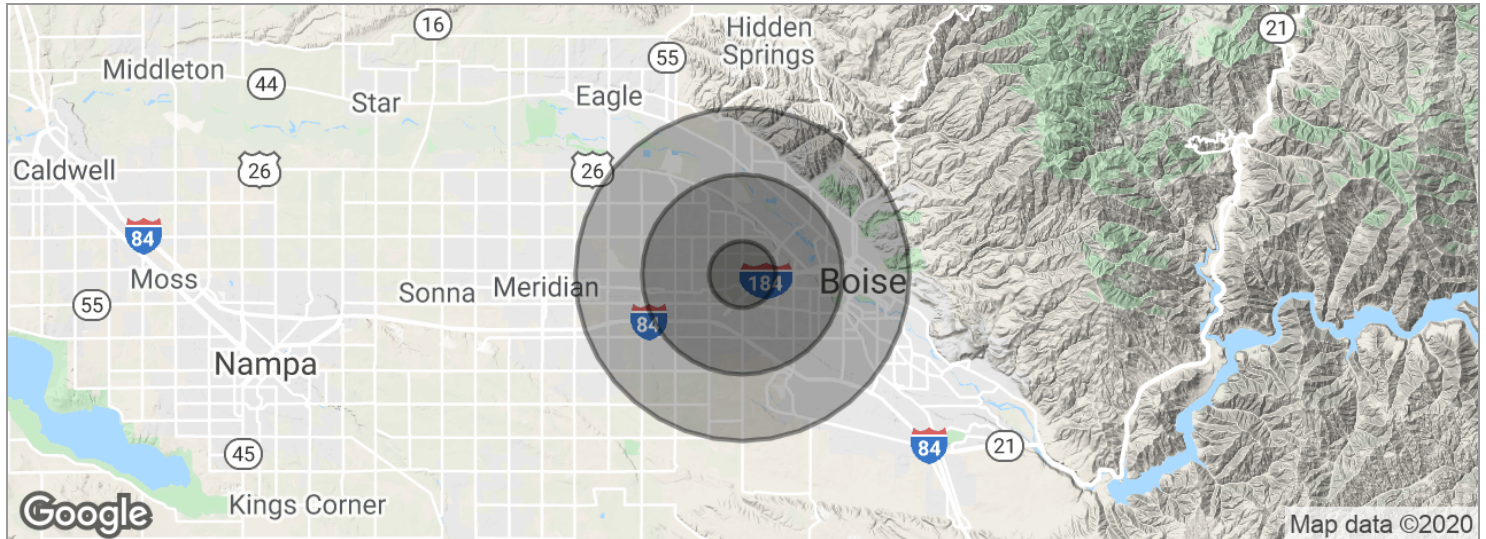 16
Hidden
Springs
21
55
Middleton
44
Star
Eagle
Caldwell
26
26
84
Moss
55
Sonna
Meridian
184
Boise
84
Nampa
45
84
21
Kings Corner
Google
Map data ©2020